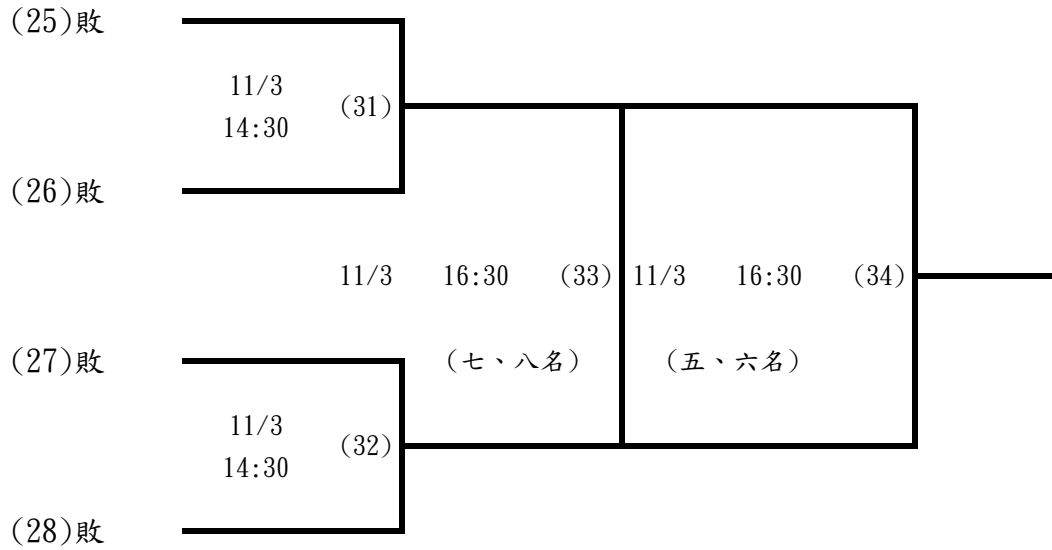 (25)敗
11/3
14:30
(31)
(26)敗
11/3 16:30 (33) 11/3 16:30 (34)
(27)敗
(七、八名) (五、六名)
11/3
14:30
(32)
(28)敗